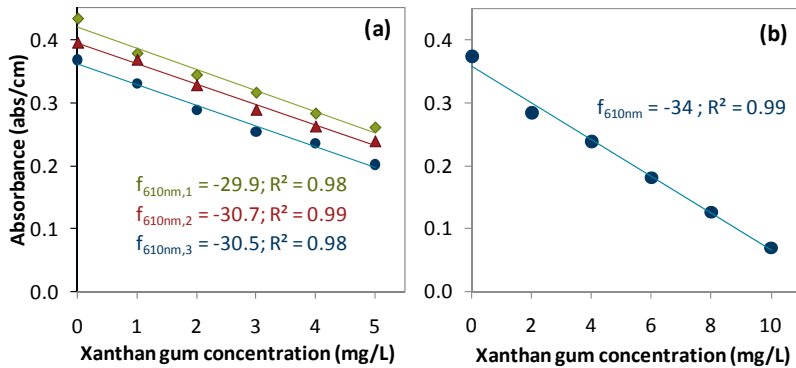 (a)
Absorbance (abs/cm)
0.4
0.3
0.2
0.1
0.0
f610nm,1 = -29.9; R² = 0.98
f610nm,2 = -30.7; R² = 0.99
f610nm,3 = -30.5; R² = 0.98
0 1 2 3 4 5
Xanthan gum concentration (mg/L)
(b)
0.4
0.3
0.2
0.1
0.0
f610nm = -34 ; R² = 0.99
0 2 4 6 8 10
Xanthan gum concentration (mg/L)